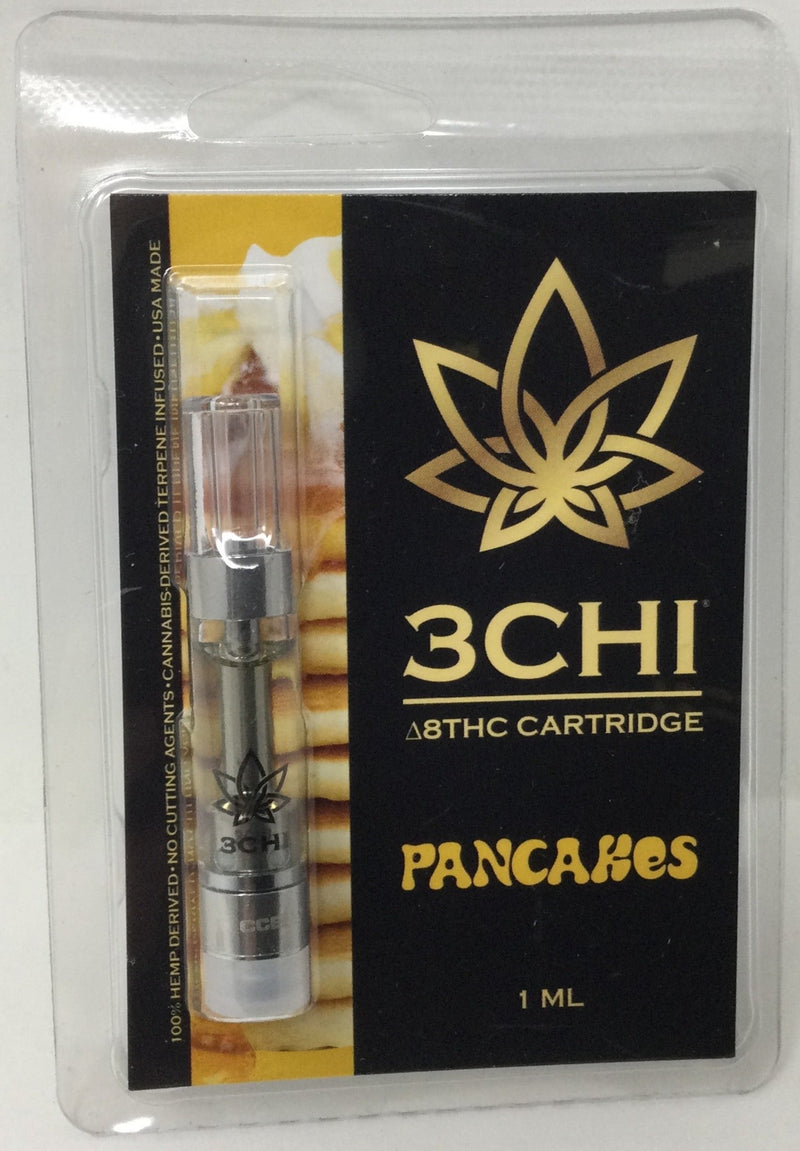 100% HEMP DERIVED • NO CUTTING AGENTS • CANNABIS-DERIVED TERPENE INFUSED • USA MADE
3CHI®
Δ8THC CARTRIDGE
PANCAKES
1 ML
3CHI